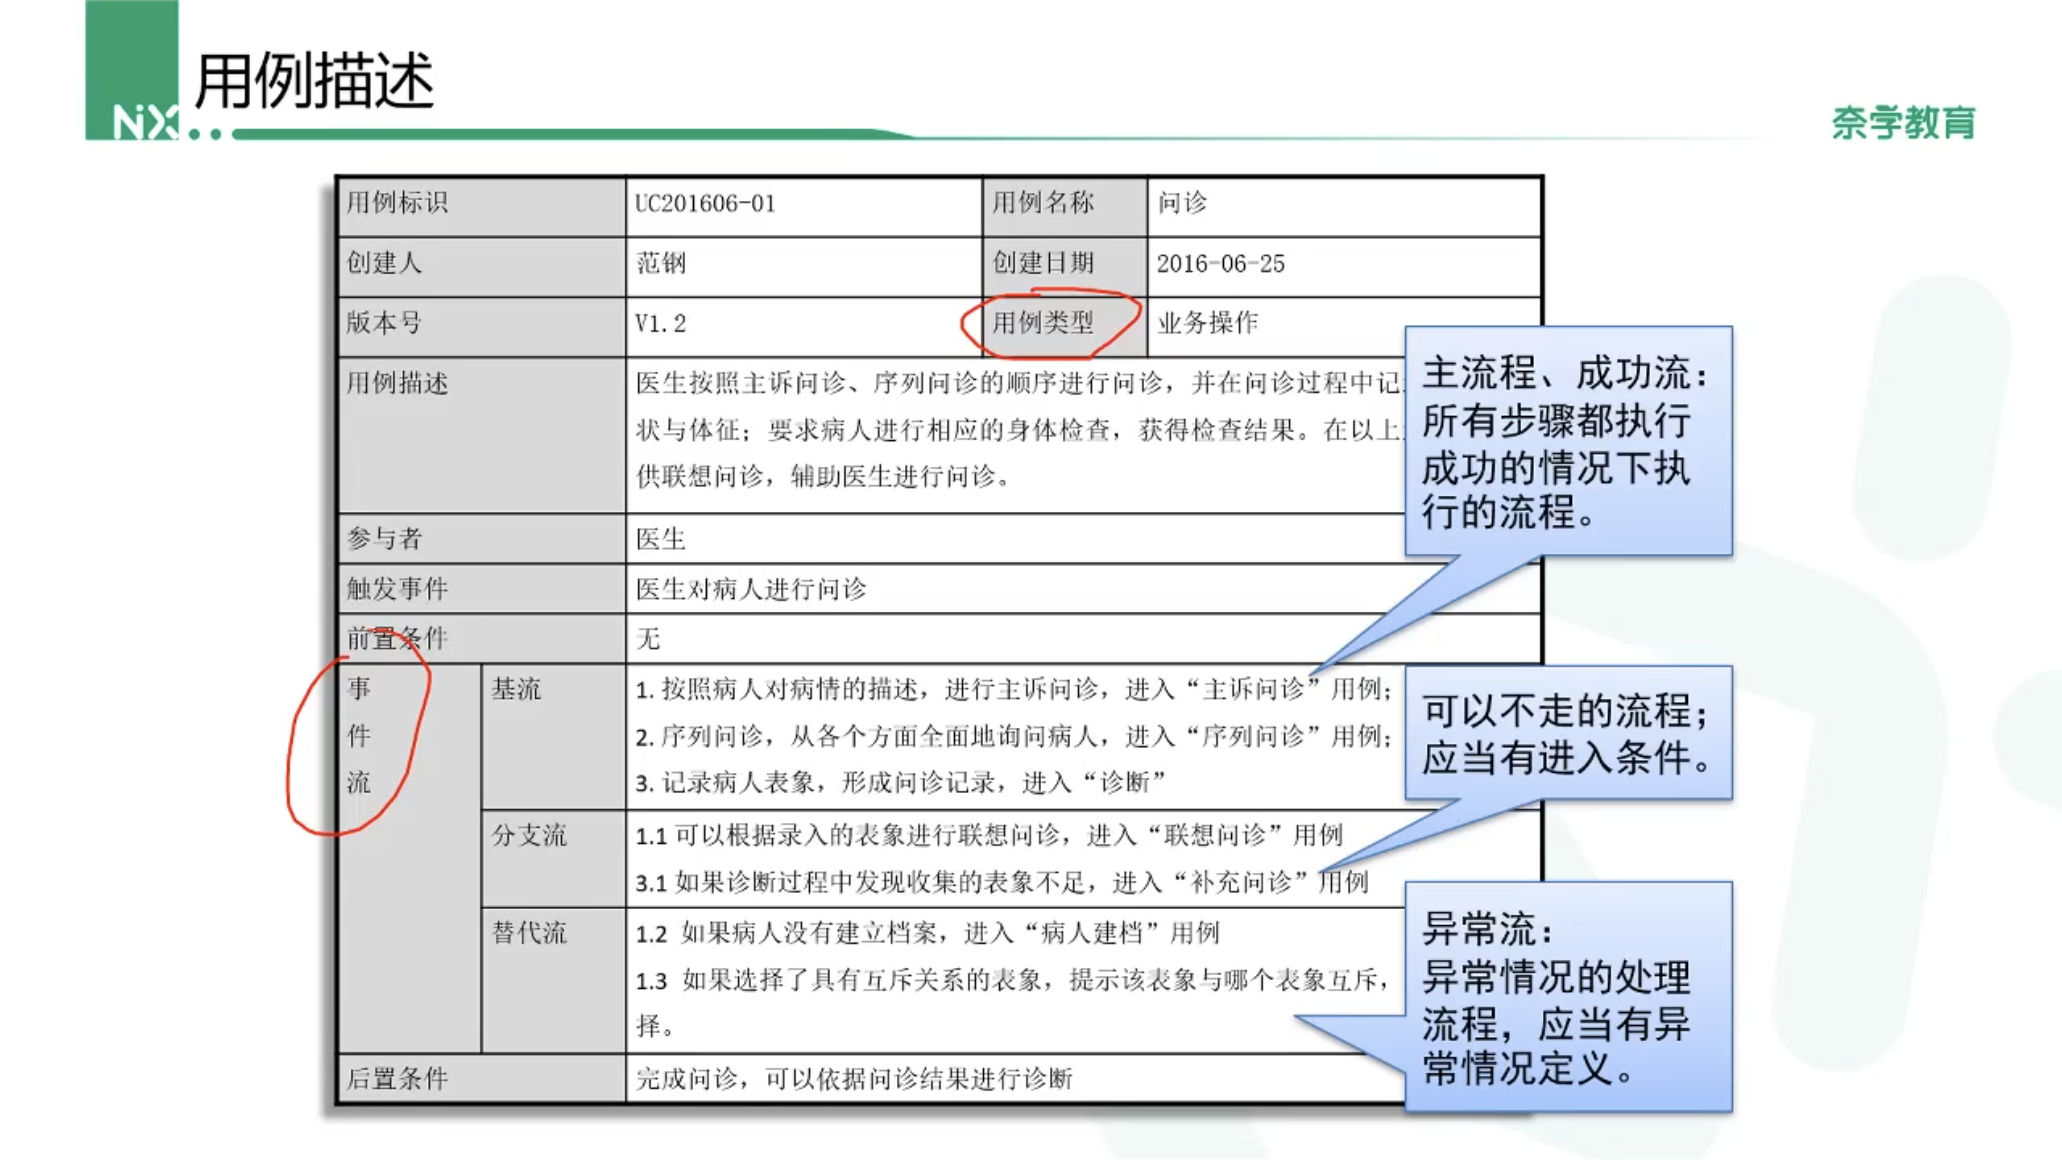 用例描述
NiX
奈学教育
用例标识 UC201606-01 用例名称 问诊
创建人 范钢 创建日期 2016-06-25
版本号 V1.2 用例类型 业务操作
用例描述 医生按照主诉问诊、序列问诊的顺序进行问诊，并在问诊过程中记
状与体征；要求病人进行相应的身体检查，获得检查结果。在以上
供联想问诊，辅助医生进行问诊。
参与者 医生
触发事件 医生对病人进行问诊
前置条件 无
事件流 基流 1. 按照病人对病情的描述，进行主诉问诊，进入“主诉问诊”用例；
2. 序列问诊，从各个方面全面地询问病人，进入“序列问诊”用例；
3. 记录病人表象，形成问诊记录，进入“诊断”
分支流 1.1 可以根据录入的表象进行联想问诊，进入“联想问诊”用例
3.1 如果诊断过程中发现收集的表象不足，进入“补充问诊”用例
替代流 1.2 如果病人没有建立档案，进入“病人建档”用例
1.3 如果选择了具有互斥关系的表象，提示该表象与哪个表象互斥，
择。
后置条件 完成问诊，可以依据问诊结果进行诊断
主流程、成功流：
所有步骤都执行
成功的情况下执
行的流程。
可以不走的流程；
应当有进入条件。
异常流：
异常情况的处理
流程，应当有异
常情况定义。